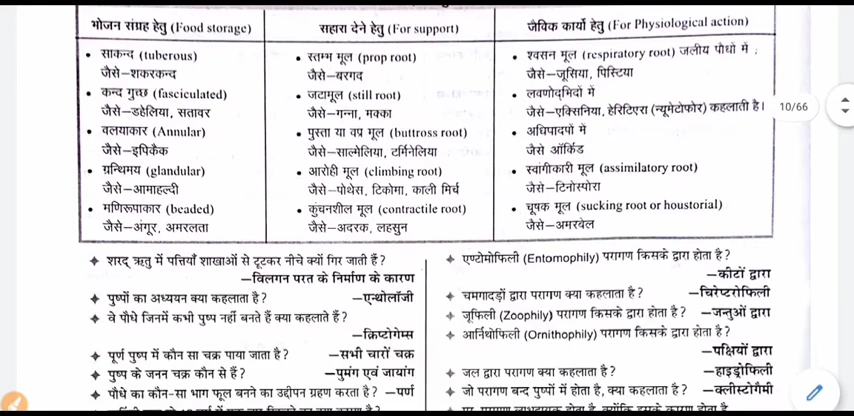 भोजन संग्रह हेतु (Food storage)
• साकन्द (tuberous)
जैसे–शकरकन्द
• कन्द गुच्छ (fasciculated)
जैसे–डहेलिया, सतावर
• वलयाकार (Annular)
जैसे–इपिकैक
• ग्रन्थिमय (glandular)
जैसे–आमाहल्दी
• मणिरूपाकार (beaded)
जैसे–अंगूर, अमरलता
सहारा देने हेतु (For support)
• स्तम्भ मूल (prop root)
जैसे–बरगद
• जटामूल (still root)
जैसे–गन्ना, मक्का
• पुस्ता या वप्र मूल (buttross root)
जैसे–साल्मेलिया, टर्मिनेलिया
• आरोही मूल (climbing root)
जैसे–पोथेस, टिकोमा, काली मिर्च
• कुंचनशील मूल (contractile root)
जैसे–अदरक, लहसुन
जैविक कार्यो हेतु (For Physiological action)
• श्वसन मूल (respiratory root) जलीय पौधों में ;
जैसे–जूसिया, पिस्टिया
• लवणोद्भिदों में
जैसे–एक्सिनिया, हेरिटिएरा (न्यूमेटोफोर) कहलाती है।
• अधिपादपों में
जैसे ऑर्किड
• स्वांगीकारी मूल (assimilatory root)
जैसे–टिनोस्पोरा
• चूषक मूल (sucking root or houstorial)
जैसे–अमरबेल
10/66
✦ शरद ऋतु में पत्तियाँ शाखाओं से टूटकर नीचे क्यों गिर जाती हैं?
–विलगन परत के निर्माण के कारण
✦ पुष्पों का अध्ययन क्या कहलाता है? –एन्थोलॉजी
✦ वे पौधे जिनमें कभी पुष्प नहीं बनते हैं क्या कहलाते हैं?
–क्रिप्टोगेम्स
✦ पूर्ण पुष्प में कौन सा चक्र पाया जाता है? –सभी चारों चक्र
✦ पुष्प के जनन चक्र कौन से हैं? –पुमंग एवं जायांग
✦ पौधे का कौन-सा भाग फूल बनने का उद्दीपन ग्रहण करता है? –पर्ण
✦ एण्टोमोफिली (Entomophily) परागण किसके द्वारा होता है?
–कीटों द्वारा
✦ चमगादड़ों द्वारा परागण क्या कहलाता है? –चिरेप्टरोफिली
✦ जूफिली (Zoophily) परागण किसके द्वारा होता है? –जन्तुओं द्वारा
✦ आर्निथोफिली (Ornithophily) परागण किसके द्वारा होता है?
–पक्षियों द्वारा
✦ जल द्वारा परागण क्या कहलाता है? –हाइड्रोफिली
✦ जो परागण बन्द पुष्पों में होता है, क्या कहलाता है? –क्लीस्टोगैमी